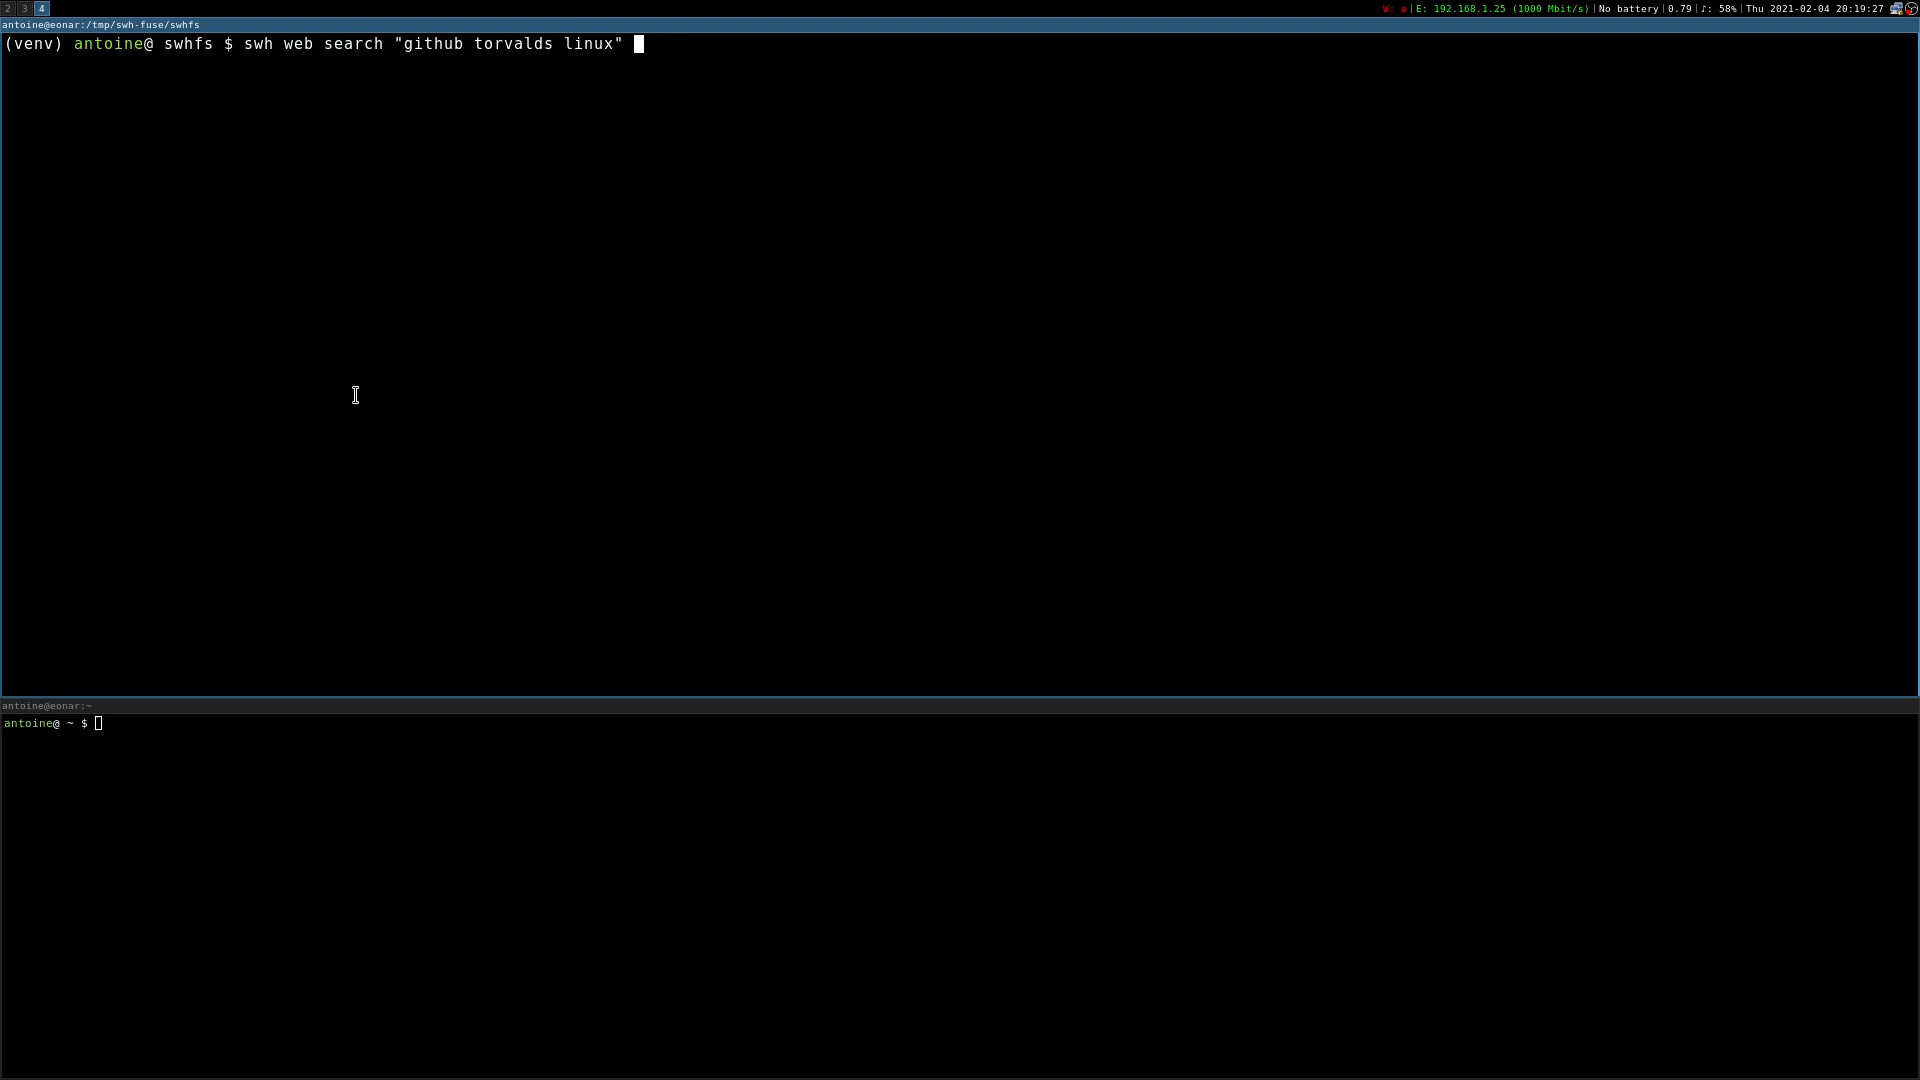 2 3 4 W: ø|E: 192.168.1.25 (1000 Mbit/s)|No battery|0.79|♪: 58%|Thu 2021-02-04 20:19:27
antoine@eonar:/tmp/swh-fuse/swhfs
(venv) antoine@ swhfs $ swh web search "github torvalds linux"
antoine@eonar:~
antoine@ ~ $